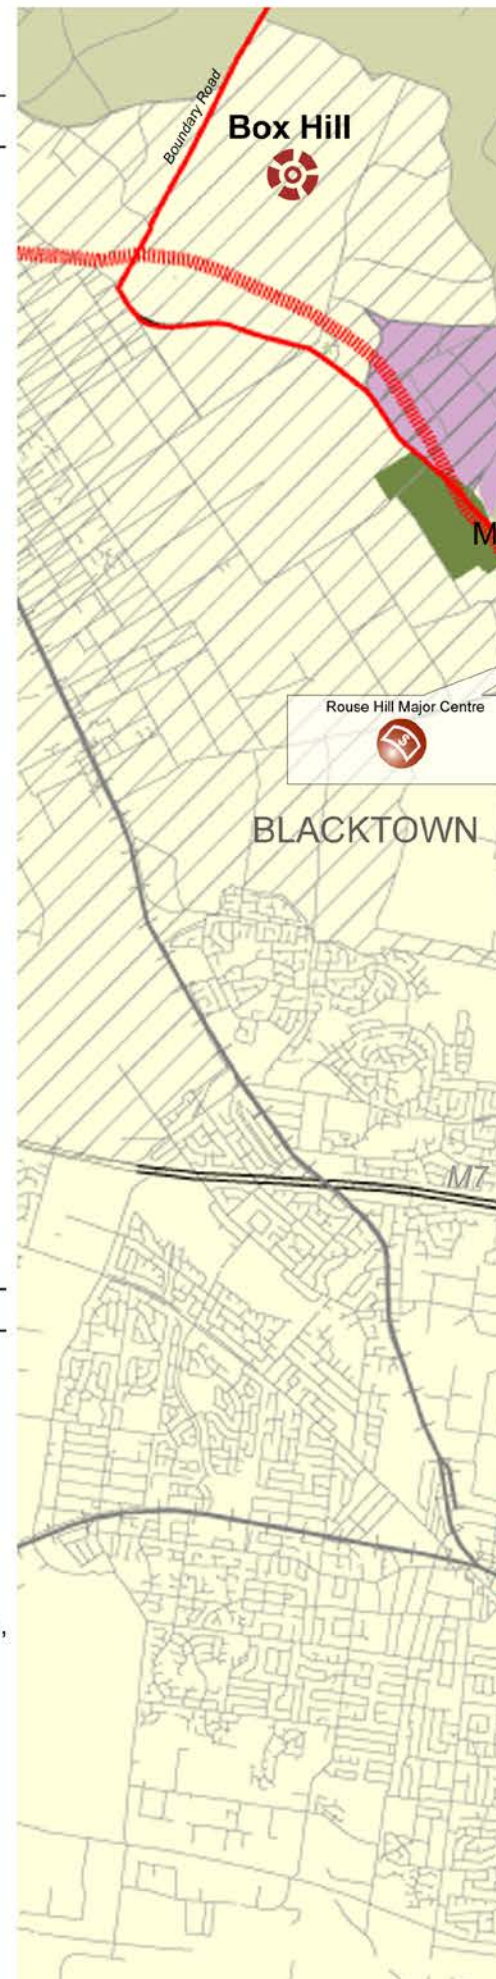 Boundary Road
Box Hill
M
Rouse Hill Major Centre
$
BLACKTOWN
M7
,